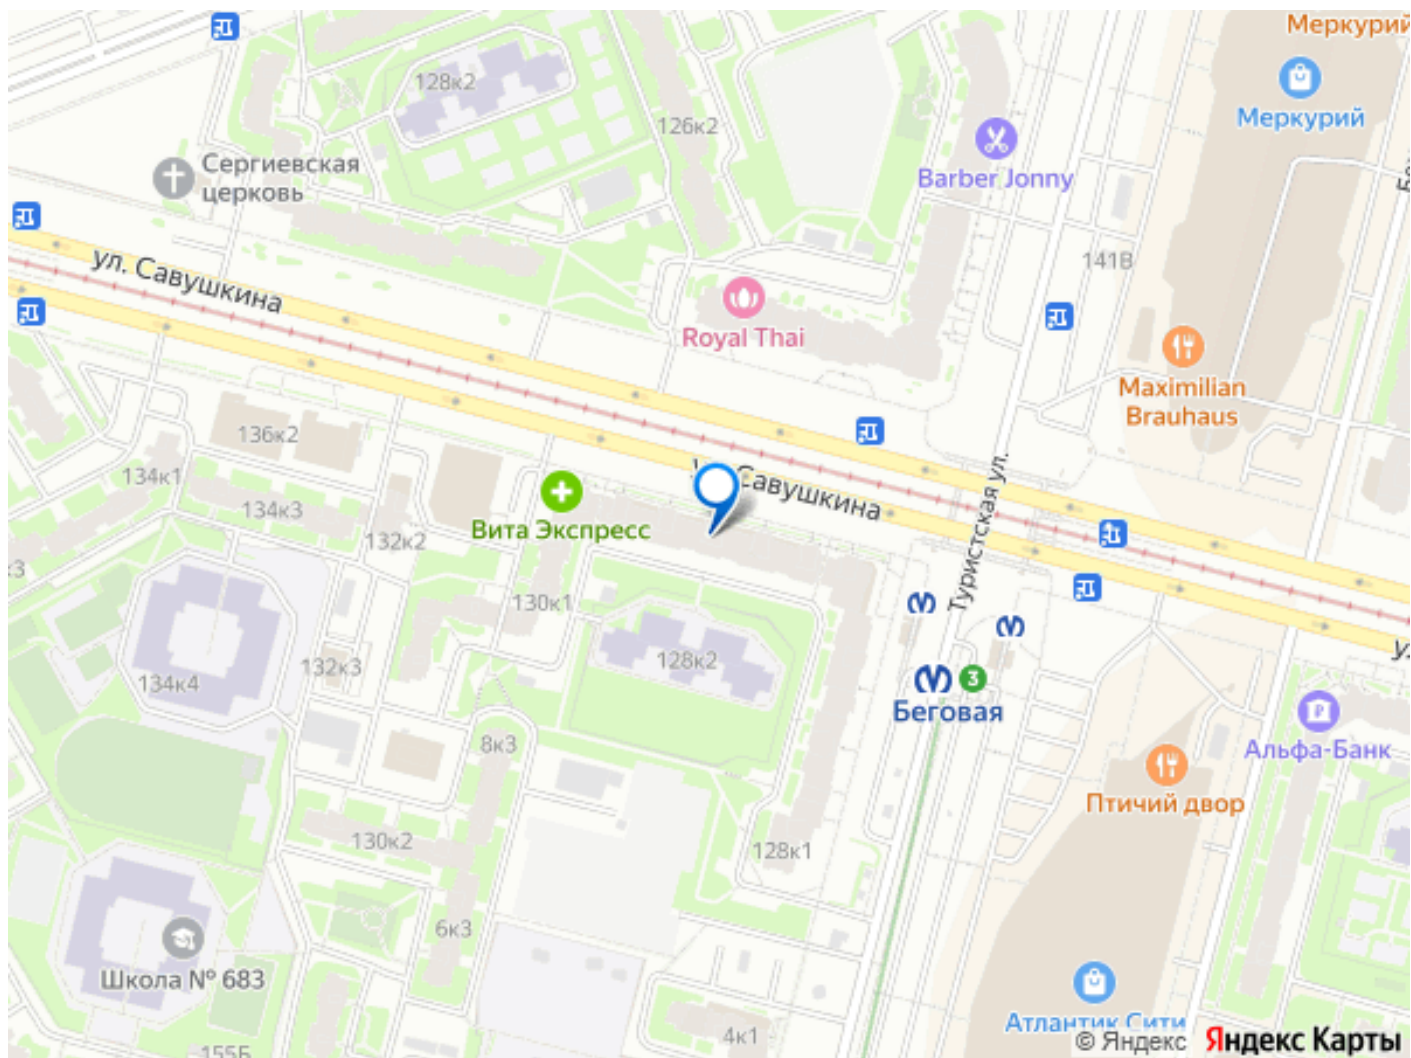 Меркурий
128к2
Меркурий
126к2
Сергиевская
церковь
Barber Jonny
ул. Савушкина
141В
Royal Thai
Maximilian
Brauhaus
136к2
134к1
134к3
Савушкина
Туристская ул.
Вита Экспресс
132к2
130к1
128к2
132к3
134к4
3
Беговая
8к3
Альфа-Банк
Птичий двор
130к2
128к1
6к3
Школа № 683
Атлантик Сити
4к1
155Б
© Яндекс
Яндекс Карты